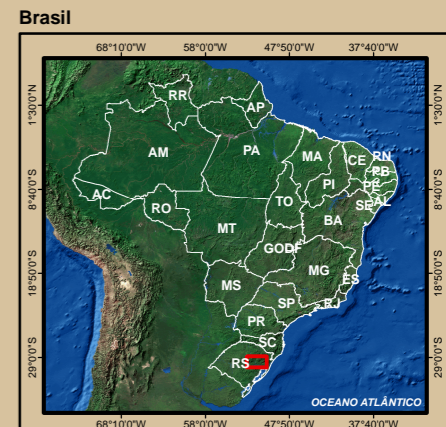 Brasil
68°10'0"W 58°0'0"W 47°50'0"W 37°40'0"W
1°30'0"S 1°30'0"S
RR AP
AM PA MA CE RN
PB
PI PE
AC TO AL
RO SE
8°40'0"S 8°40'0"S
MT BA
GO DF
MG
18°50'0"S 18°50'0"S
MS ES
SP RJ
PR
SC
29°0'0"S 29°0'0"S
RS
OCEANO ATLÂNTICO
68°10'0"W 58°0'0"W 47°50'0"W 37°40'0"W